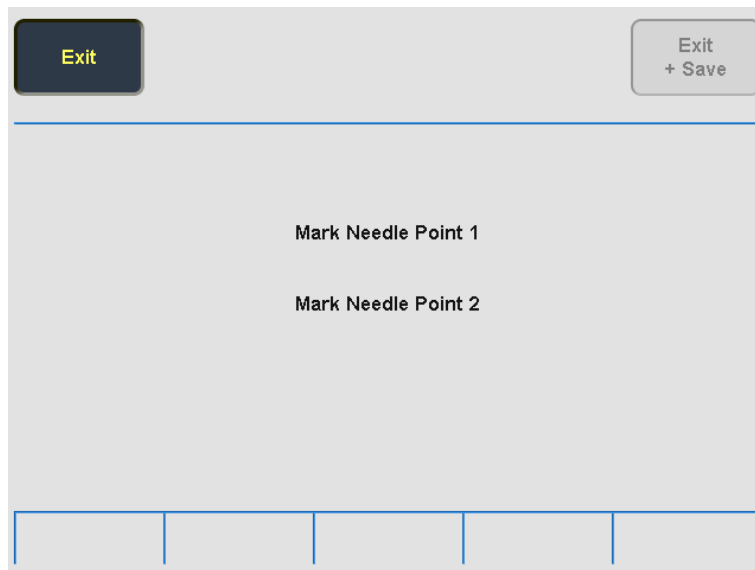 Exit
Exit
+ Save
Mark Needle Point 1
Mark Needle Point 2